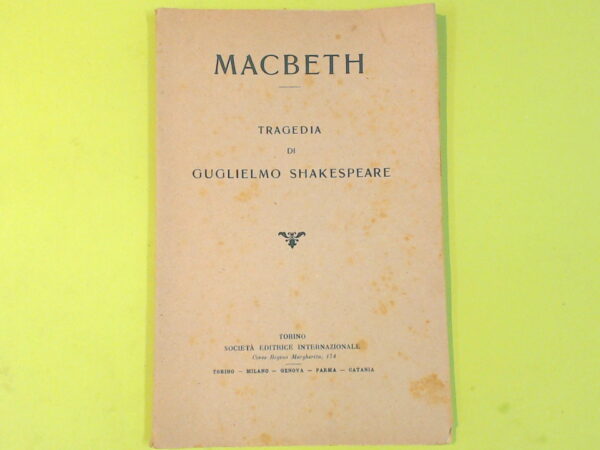 MACBETH
TRAGEDIA
DI
GUGLIELMO SHAKESPEARE
TORINO
SOCIETÀ EDITRICE INTERNAZIONALE
Corso Regina Margherita, 174
TORINO — MILANO — GENOVA — PARMA — CATANIA